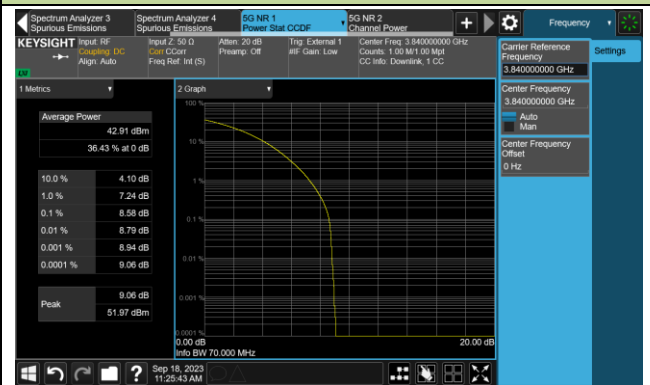 Spectrum Analyzer 3
Spurious Emissions
Spectrum Analyzer 4
Spurious Emissions
5G NR 1
Power Stat CCDF
5G NR 2
Channel Power
Frequency
KEYSIGHT
Input: RF
Coupling: DC
Align: Auto
Input Z: 50 Ω
Corr CCorr
Freq Ref: Int (S)
Atten: 20 dB
Preamp: Off
Trig: External 1
#IF Gain: Low
Center Freq: 3.840000000 GHz
Counts: 1.00 M/1.00 Mpt
CC Info: Downlink, 1 CC
1 Metrics
Average Power
42.91 dBm
36.43 % at 0 dB
10.0 % 4.10 dB
1.0 % 7.24 dB
0.1 % 8.58 dB
0.01 % 8.79 dB
0.001 % 8.94 dB
0.0001 % 9.06 dB
Peak
9.06 dB
51.97 dBm
2 Graph
100 %
10 %
1 %
0.1 %
0.01 %
0.001 %
0.0001 %
0.00 dB
20.00 dB
Info BW 70.000 MHz
Carrier Reference
Frequency
3.840000000 GHz
Center Frequency
3.840000000 GHz
Auto
Man
Center Frequency
Offset
0 Hz
Settings
Sep 18, 2023
11:25:43 AM